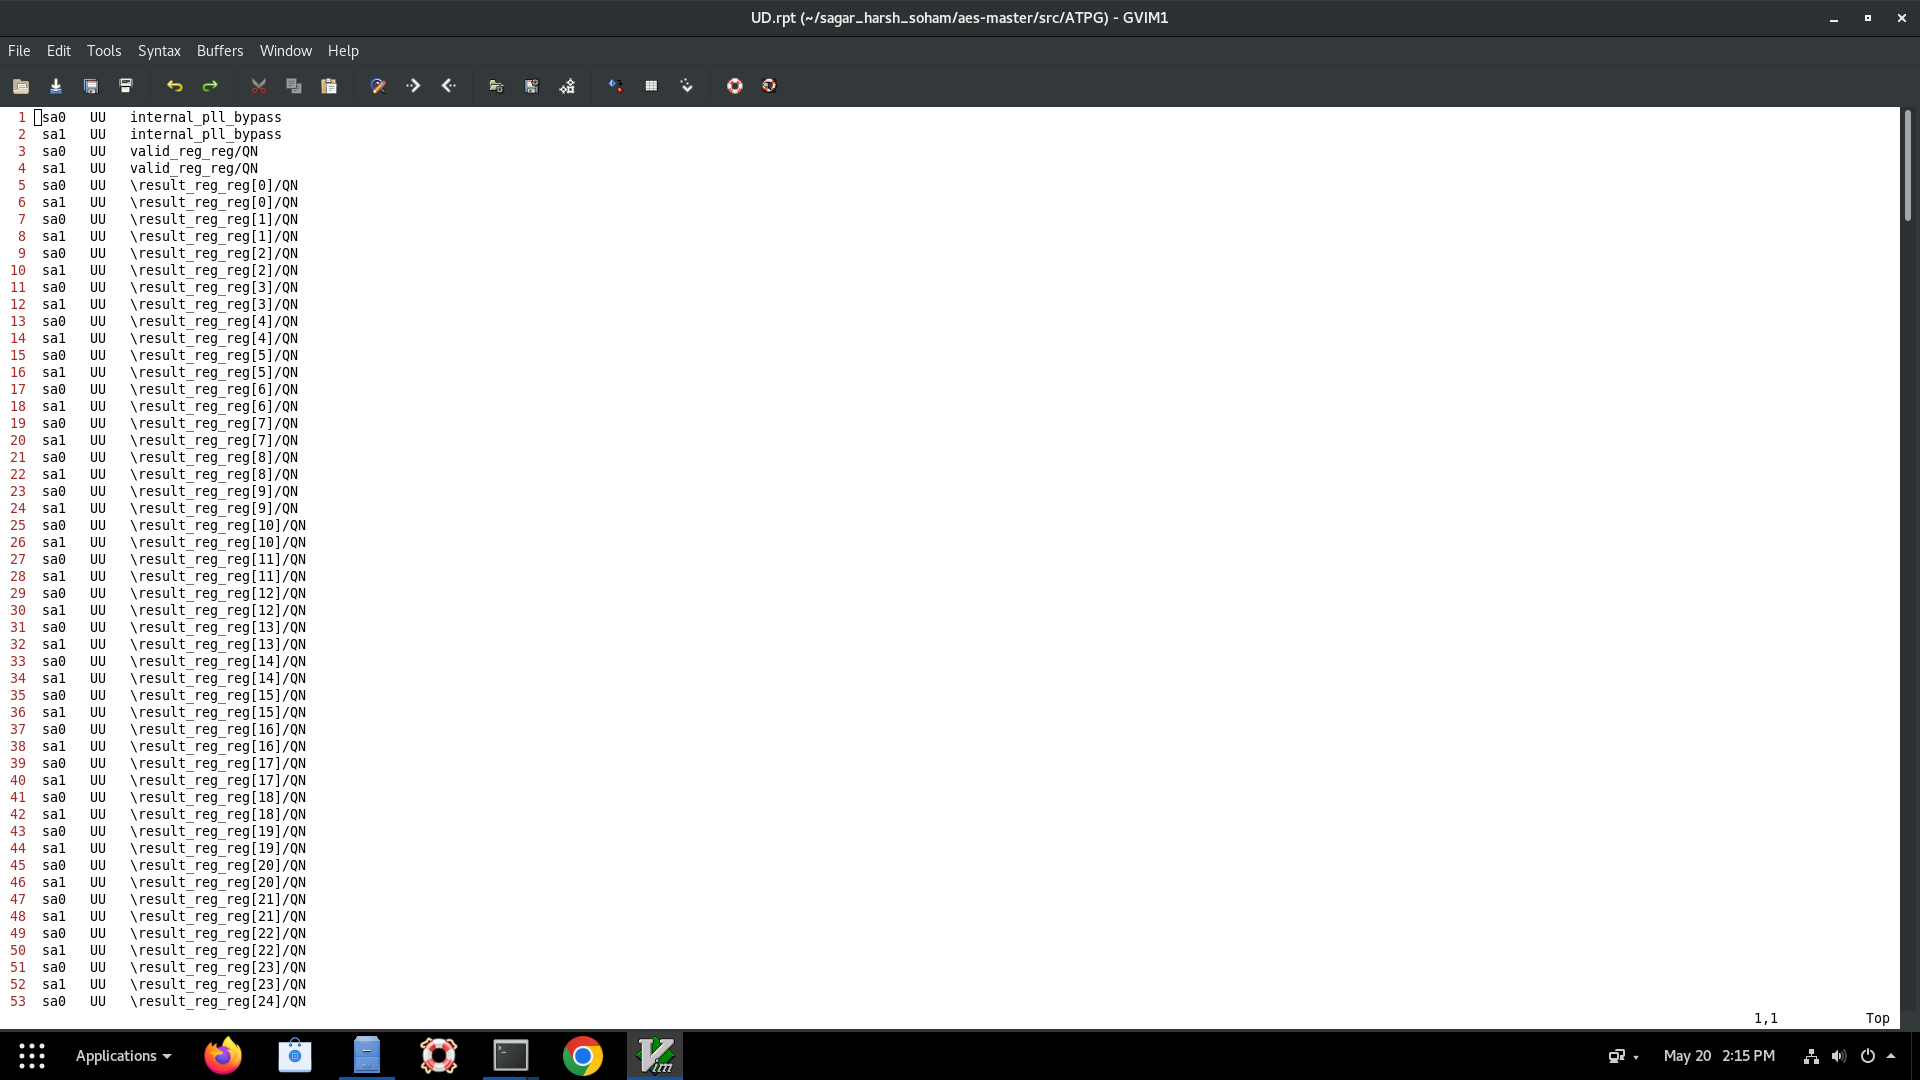 UD.rpt (~/sagar_harsh_soham/aes-master/src/ATPG) - GVIM1
File Edit Tools Syntax Buffers Window Help
1 sa0 UU internal_pll_bypass
2 sa1 UU internal_pll_bypass
3 sa0 UU valid_reg_reg/QN
4 sa1 UU valid_reg_reg/QN
5 sa0 UU \result_reg_reg[0]/QN
6 sa1 UU \result_reg_reg[0]/QN
7 sa0 UU \result_reg_reg[1]/QN
8 sa1 UU \result_reg_reg[1]/QN
9 sa0 UU \result_reg_reg[2]/QN
10 sa1 UU \result_reg_reg[2]/QN
11 sa0 UU \result_reg_reg[3]/QN
12 sa1 UU \result_reg_reg[3]/QN
13 sa0 UU \result_reg_reg[4]/QN
14 sa1 UU \result_reg_reg[4]/QN
15 sa0 UU \result_reg_reg[5]/QN
16 sa1 UU \result_reg_reg[5]/QN
17 sa0 UU \result_reg_reg[6]/QN
18 sa1 UU \result_reg_reg[6]/QN
19 sa0 UU \result_reg_reg[7]/QN
20 sa1 UU \result_reg_reg[7]/QN
21 sa0 UU \result_reg_reg[8]/QN
22 sa1 UU \result_reg_reg[8]/QN
23 sa0 UU \result_reg_reg[9]/QN
24 sa1 UU \result_reg_reg[9]/QN
25 sa0 UU \result_reg_reg[10]/QN
26 sa1 UU \result_reg_reg[10]/QN
27 sa0 UU \result_reg_reg[11]/QN
28 sa1 UU \result_reg_reg[11]/QN
29 sa0 UU \result_reg_reg[12]/QN
30 sa1 UU \result_reg_reg[12]/QN
31 sa0 UU \result_reg_reg[13]/QN
32 sa1 UU \result_reg_reg[13]/QN
33 sa0 UU \result_reg_reg[14]/QN
34 sa1 UU \result_reg_reg[14]/QN
35 sa0 UU \result_reg_reg[15]/QN
36 sa1 UU \result_reg_reg[15]/QN
37 sa0 UU \result_reg_reg[16]/QN
38 sa1 UU \result_reg_reg[16]/QN
39 sa0 UU \result_reg_reg[17]/QN
40 sa1 UU \result_reg_reg[17]/QN
41 sa0 UU \result_reg_reg[18]/QN
42 sa1 UU \result_reg_reg[18]/QN
43 sa0 UU \result_reg_reg[19]/QN
44 sa1 UU \result_reg_reg[19]/QN
45 sa0 UU \result_reg_reg[20]/QN
46 sa1 UU \result_reg_reg[20]/QN
47 sa0 UU \result_reg_reg[21]/QN
48 sa1 UU \result_reg_reg[21]/QN
49 sa0 UU \result_reg_reg[22]/QN
50 sa1 UU \result_reg_reg[22]/QN
51 sa0 UU \result_reg_reg[23]/QN
52 sa1 UU \result_reg_reg[23]/QN
53 sa0 UU \result_reg_reg[24]/QN
1,1 Top
Applications May 20 2:15 PM